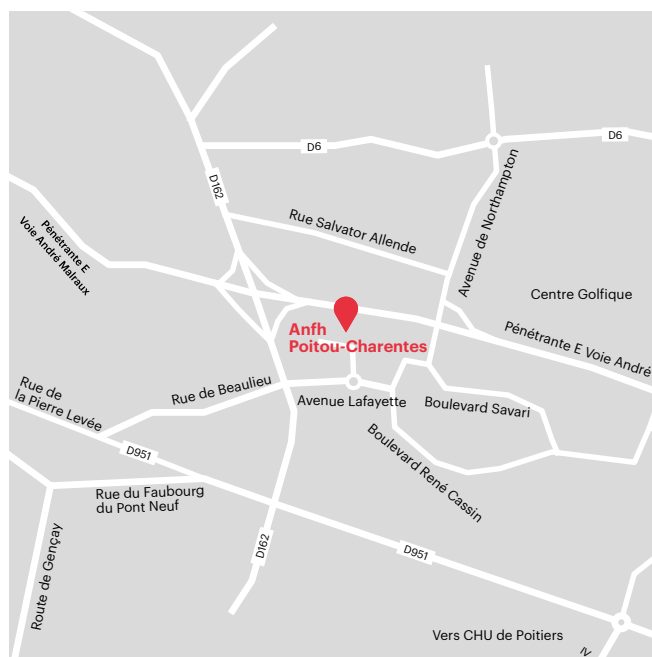 D6
D6
D162
Avenue de Northampton
Rue Salvator Allende
Pénétrante E
Voie André Malraux
Centre Golfique
Anfh
Poitou-Charentes
Pénétrante E Voie André
Rue de
la Pierre Levée
Rue de Beaulieu
Avenue Lafayette
Boulevard Savari
Boulevard René Cassin
D951
Rue du Faubourg
du Pont Neuf
Route de Gençay
D162
D951
Vers CHU de Poitiers